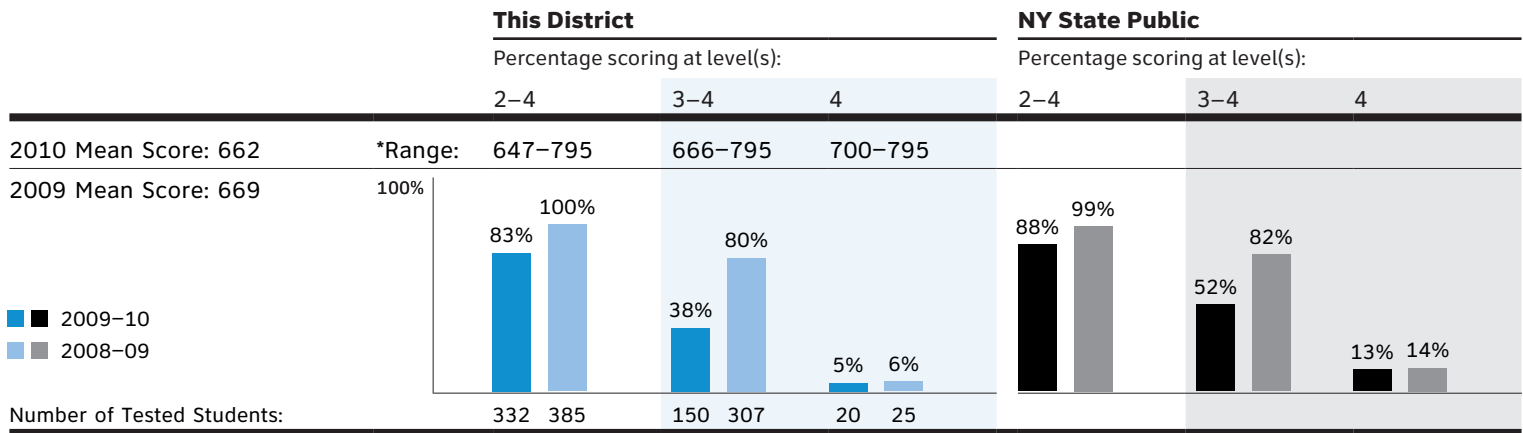 This District NY State Public
Percentage scoring at level(s): Percentage scoring at level(s):
2–4 3–4 4 2–4 3–4 4
2010 Mean Score: 662 *Range: 647–795 666–795 700–795
2009 Mean Score: 669 100%
83% 100% 38% 80% 5% 6% 88% 99% 52% 82% 13% 14%
2009–10
2008–09
Number of Tested Students: 332 385 150 307 20 25